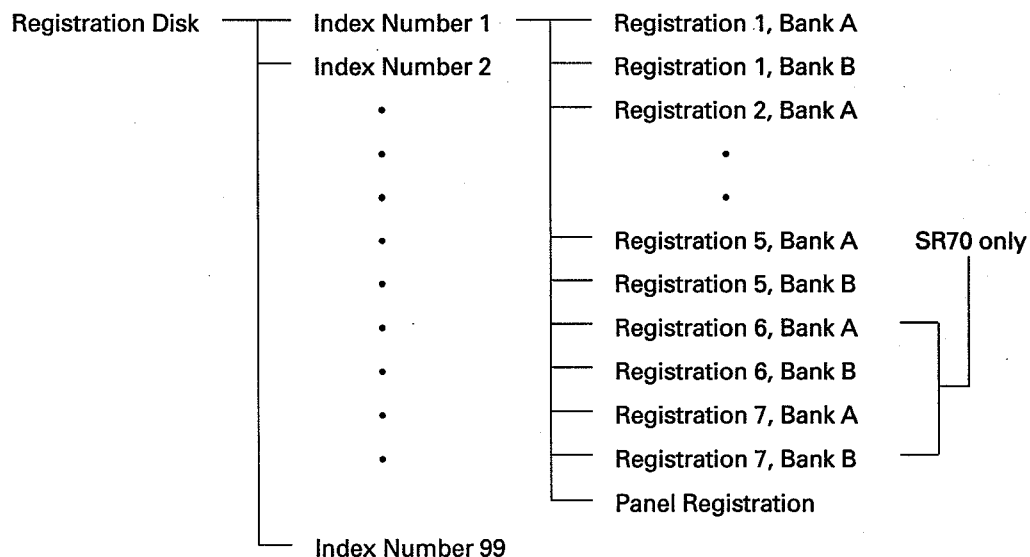 Registration Disk
Index Number 1
Index Number 2
•
•
•
•
•
•
•
•
•
Index Number 99
Registration 1, Bank A
Registration 1, Bank B
Registration 2, Bank A
•
•
Registration 5, Bank A
Registration 5, Bank B
Registration 6, Bank A
Registration 6, Bank B
Registration 7, Bank A
Registration 7, Bank B
Panel Registration
SR70 only